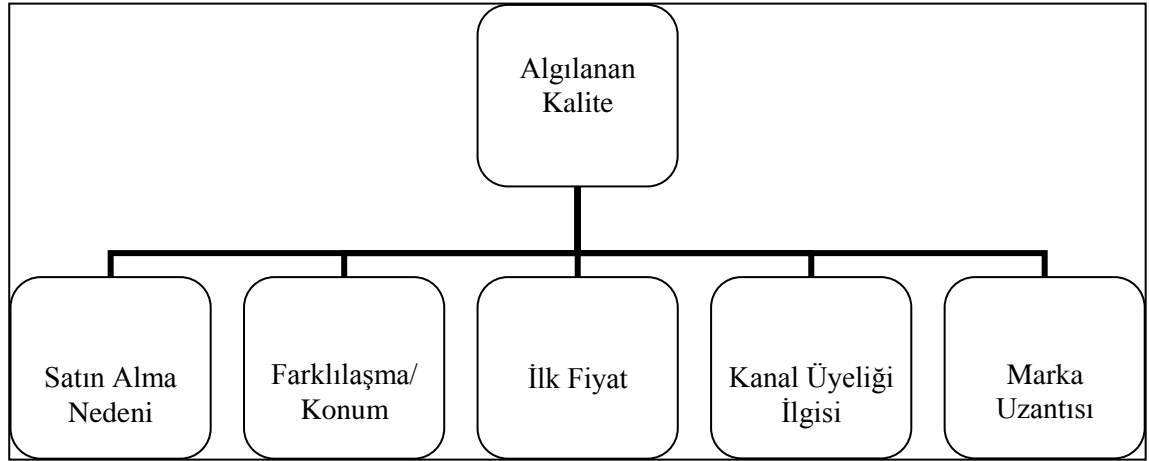 Algılanan
Kalite
Satın Alma
Nedeni
Farklılaşma/
Konum
İlk Fiyat
Kanal Üyeliği
İlgisi
Marka
Uzantısı